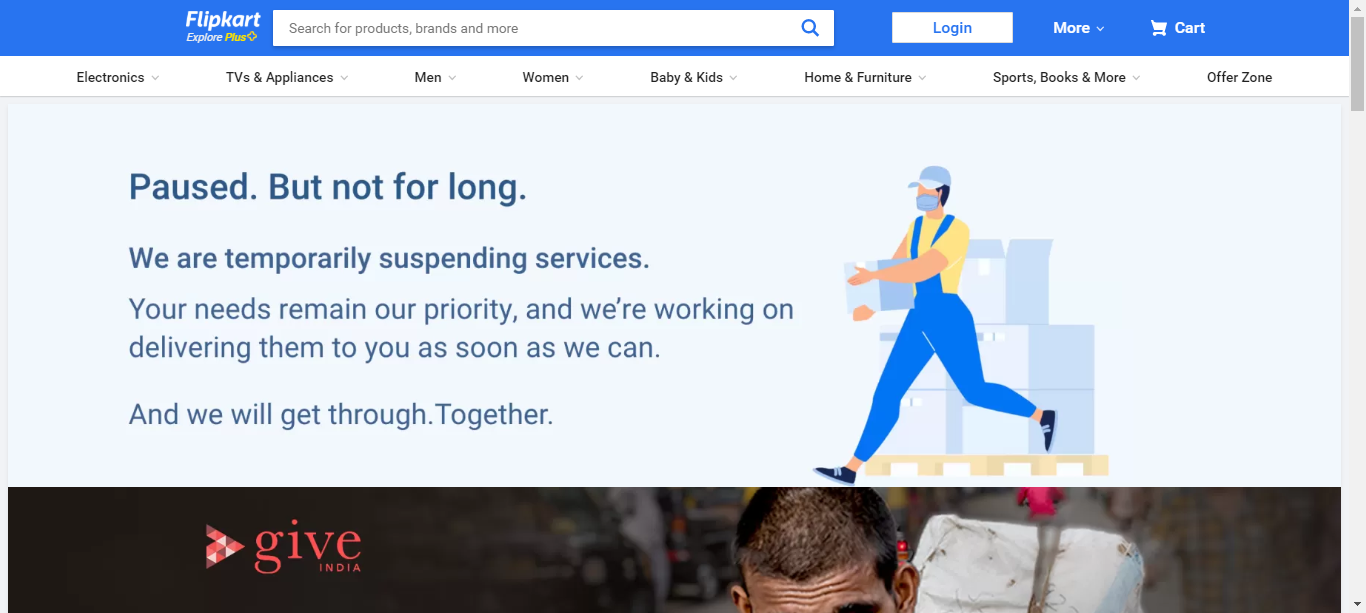 Flipkart
Explore Plus
Search for products, brands and more
Login
More
Cart
Electronics
TVs & Appliances
Men
Women
Baby & Kids
Home & Furniture
Sports, Books & More
Offer Zone
Paused. But not for long.
We are temporarily suspending services.
Your needs remain our priority, and we’re working on
delivering them to you as soon as we can.
And we will get through.Together.
give
INDIA